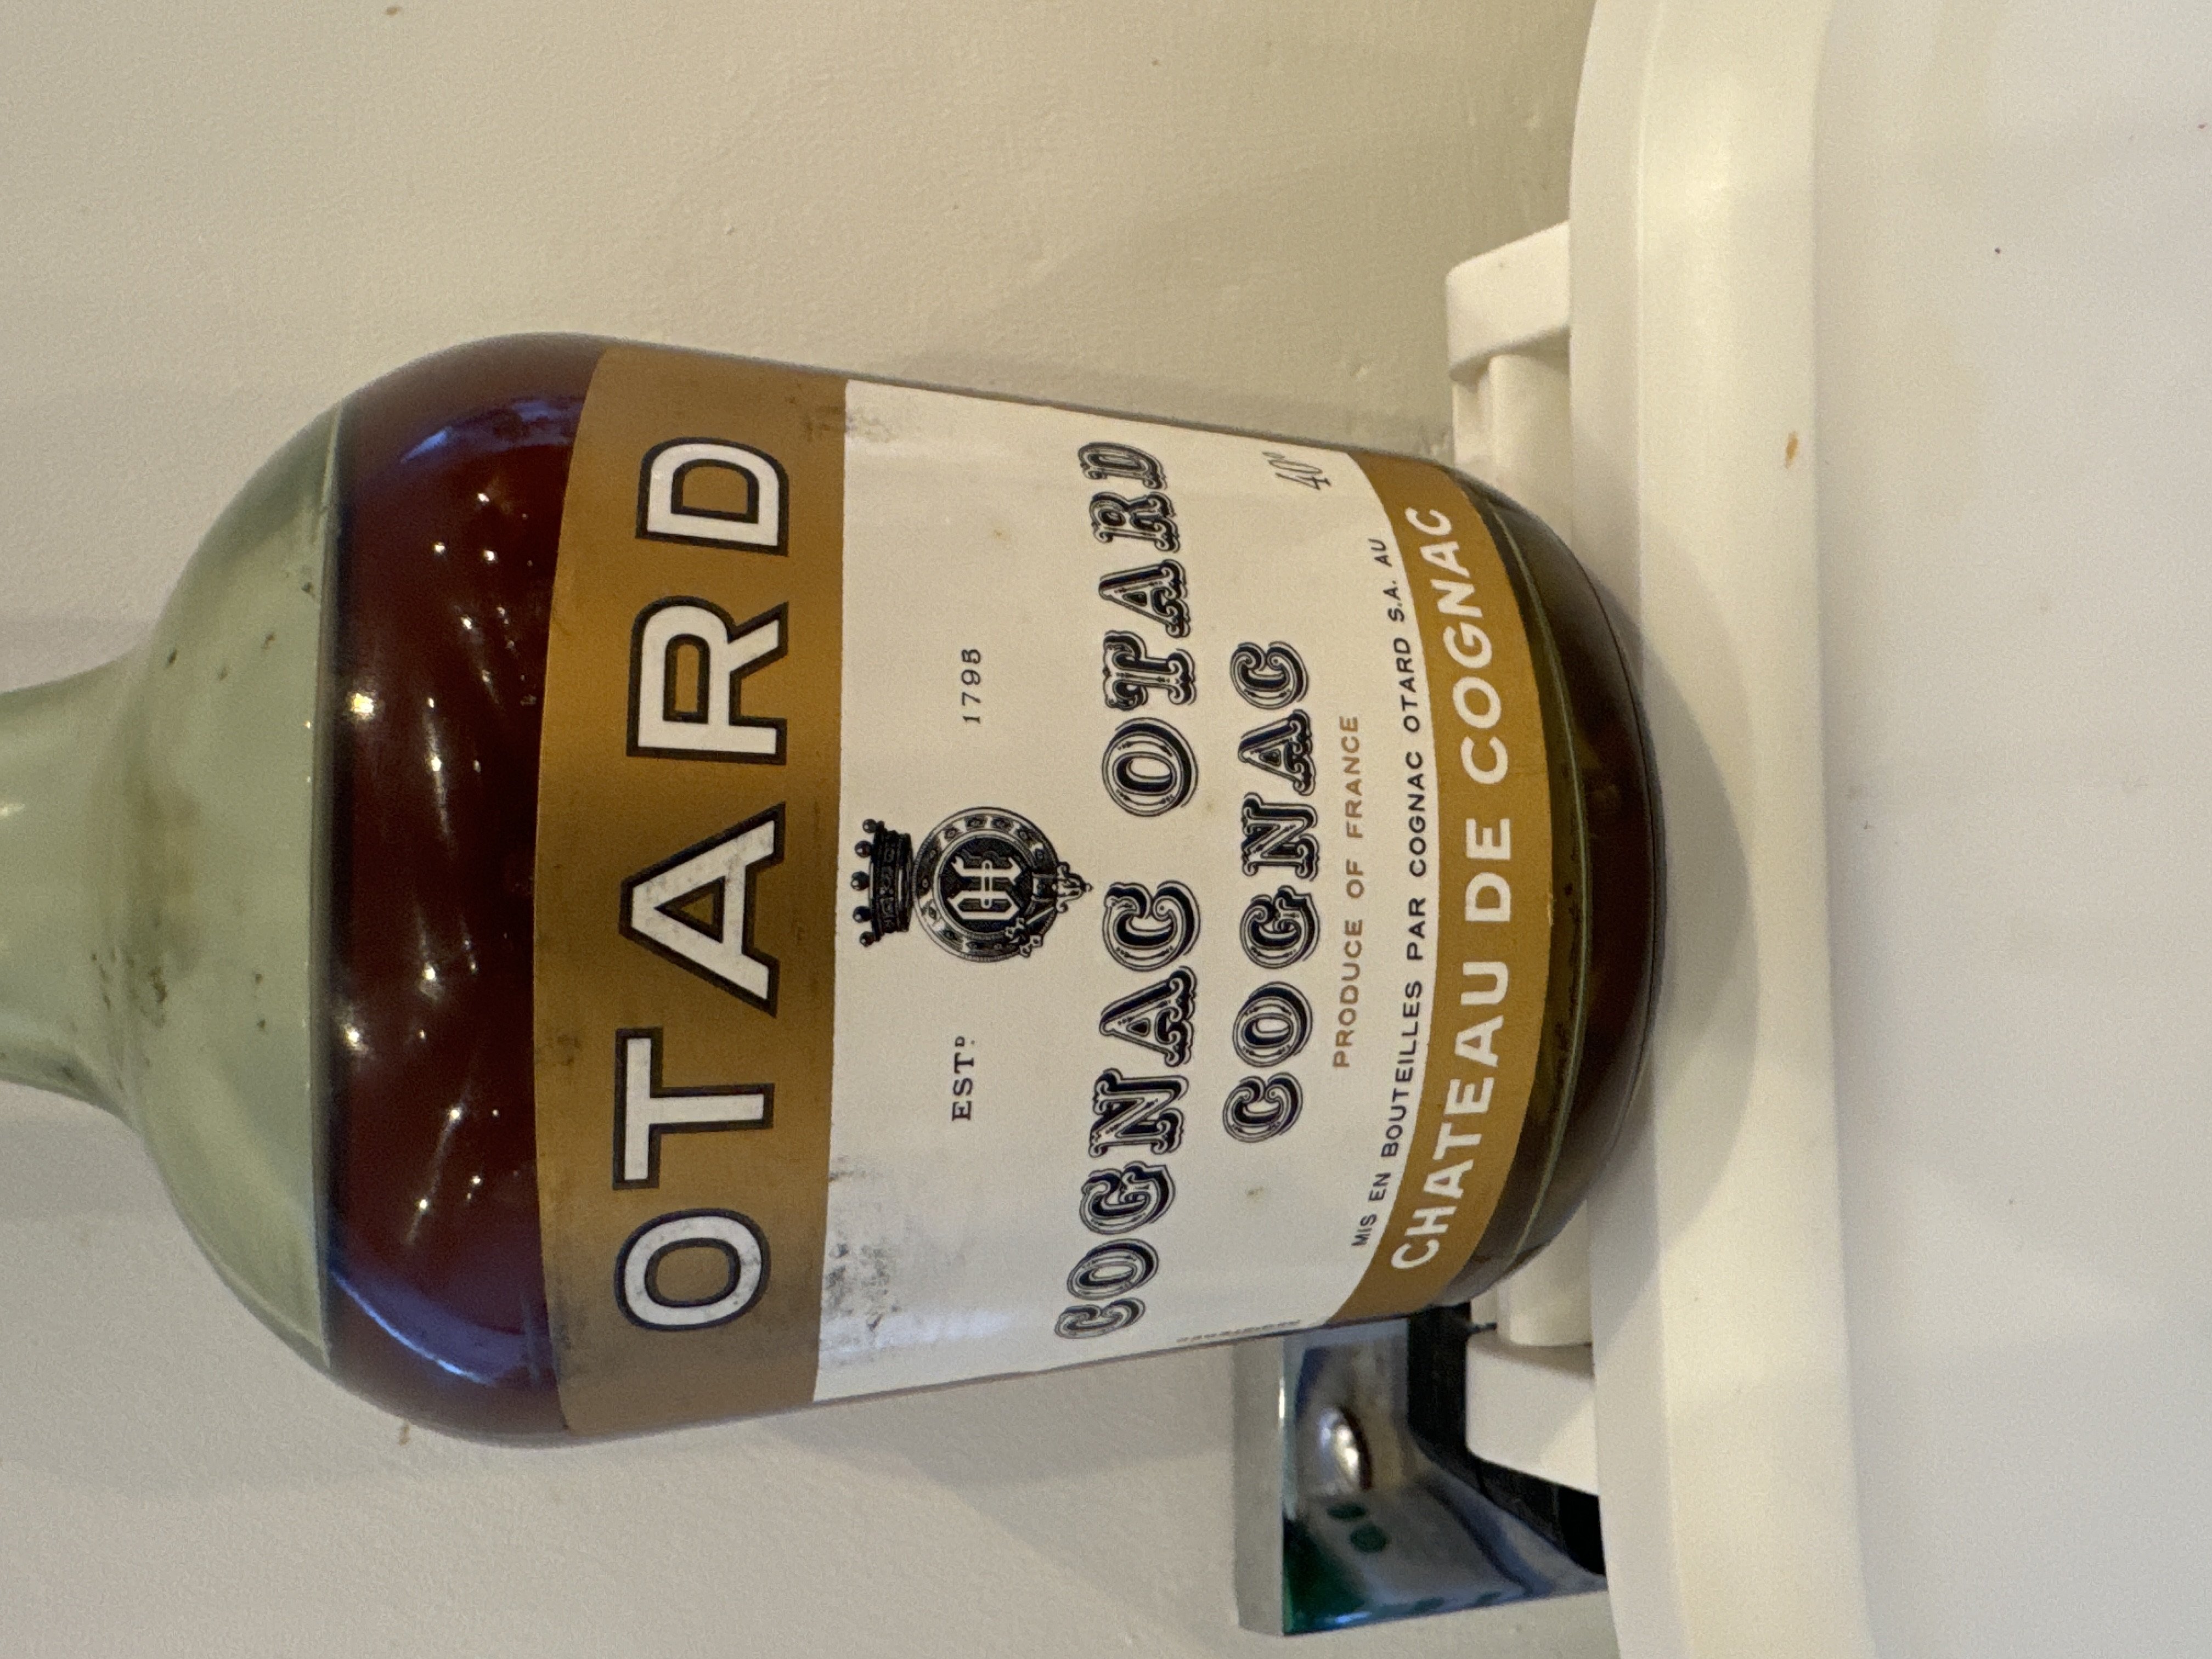 OTARD
ESTD. 1795
COGNAC OTARD
COGNAC
40°
PRODUCE OF FRANCE
MIS EN BOUTEILLES PAR COGNAC OTARD S.A. AU
CHATEAU DE COGNAC